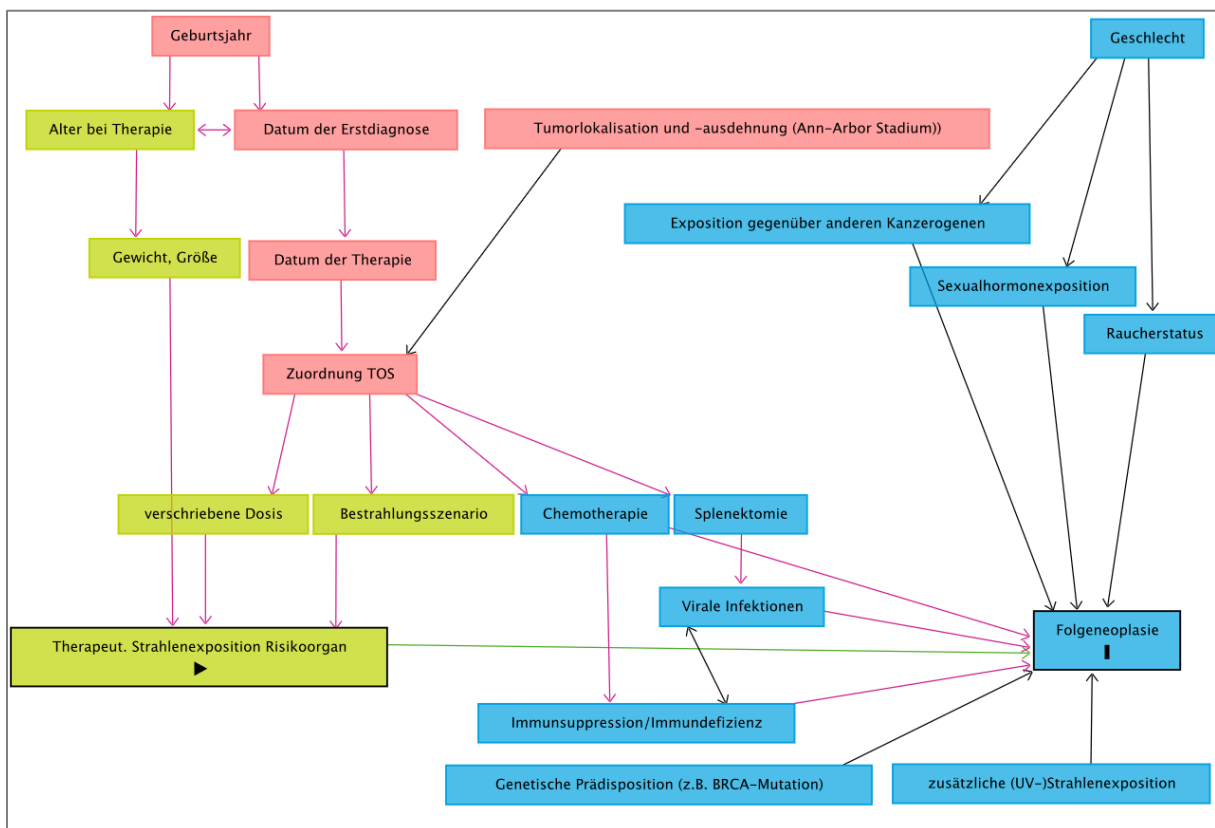 Geburtsjahr
Geschlecht
Alter bei Therapie
Datum der Erstdiagnose
Tumorlokalisation und -ausdehnung (Ann-Arbor Stadium))
Exposition gegenüber anderen Kanzerogenen
Gewicht, Größe
Datum der Therapie
Sexualhormonexposition
Raucherstatus
Zuordnung TOS
verschriebene Dosis
Bestrahlungsszenario
Chemotherapie
Splenektomie
Virale Infektionen
Therapeut. Strahlenexposition Risikoorgan
Folgeneoplasie
Immunsuppression/Immundefizienz
Genetische Prädisposition (z.B. BRCA-Mutation)
zusätzliche (UV-)Strahlenexposition